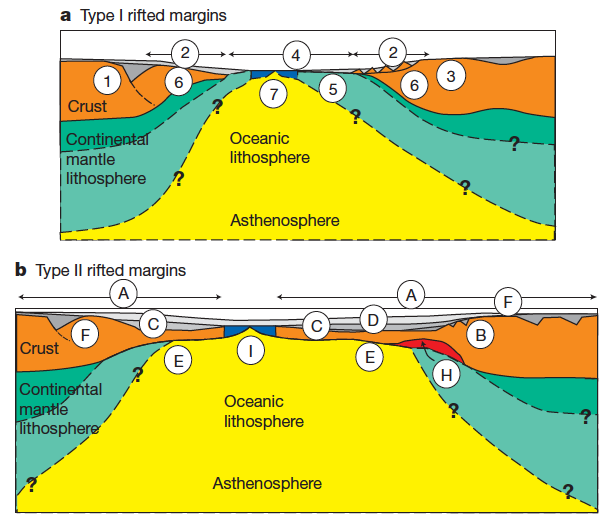 a Type I rifted margins
2
4
2
1
6
7
5
6
3
Crust
?
?
Continental
mantle
lithosphere
Oceanic
lithosphere
?
?
?
Asthenosphere
b Type II rifted margins
A
A
F
F
C
C
D
B
Crust
E
I
E
H
?
Continental
mantle
lithosphere
Oceanic
lithosphere
?
?
?
Asthenosphere
?